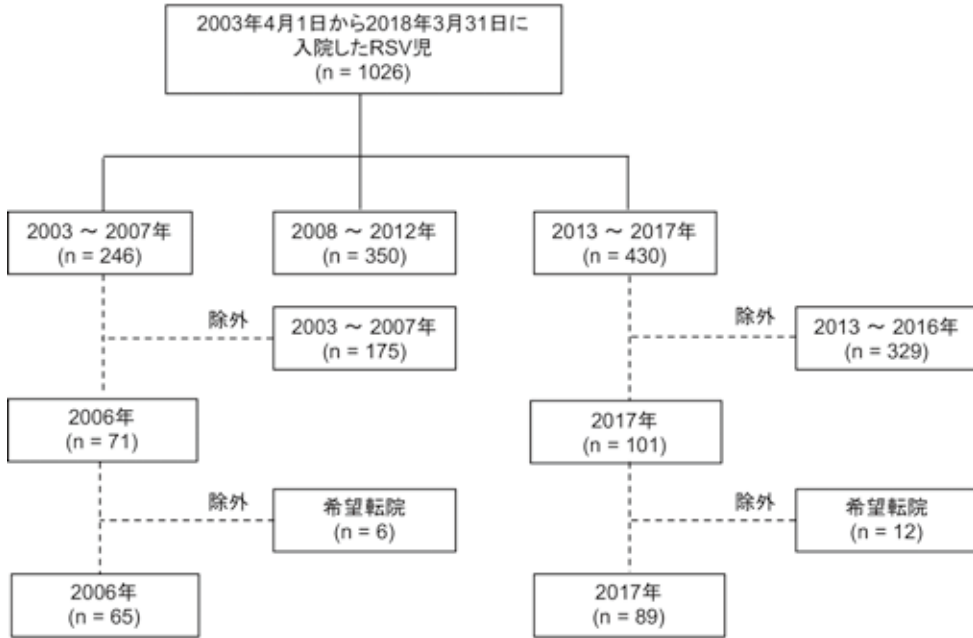 2003年4月1日から2018年3月31日に
入院したRSV児
(n = 1026)
2003 ～ 2007年
(n = 246)
2008 ～ 2012年
(n = 350)
2013 ～ 2017年
(n = 430)
除外
2003 ～ 2007年
(n = 175)
除外
2013 ～ 2016年
(n = 329)
2006年
(n = 71)
2017年
(n = 101)
除外
希望転院
(n = 6)
除外
希望転院
(n = 12)
2006年
(n = 65)
2017年
(n = 89)